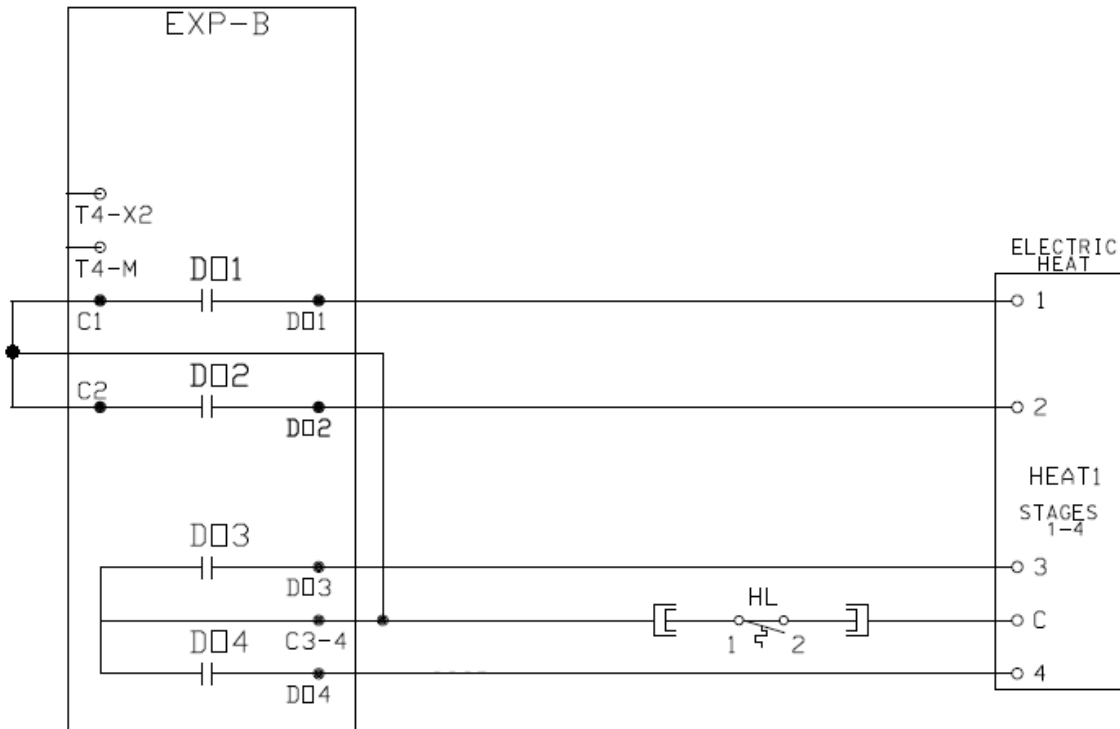 EXP-B
T4-X2
T4-M
DO1
C1
DO1
C2
DO2
DO2
DO3
DO3
C3-4
DO4
DO4
HL
1 2
ELECTRIC
HEAT
1
2
HEAT1
STAGES
1-4
3
C
4